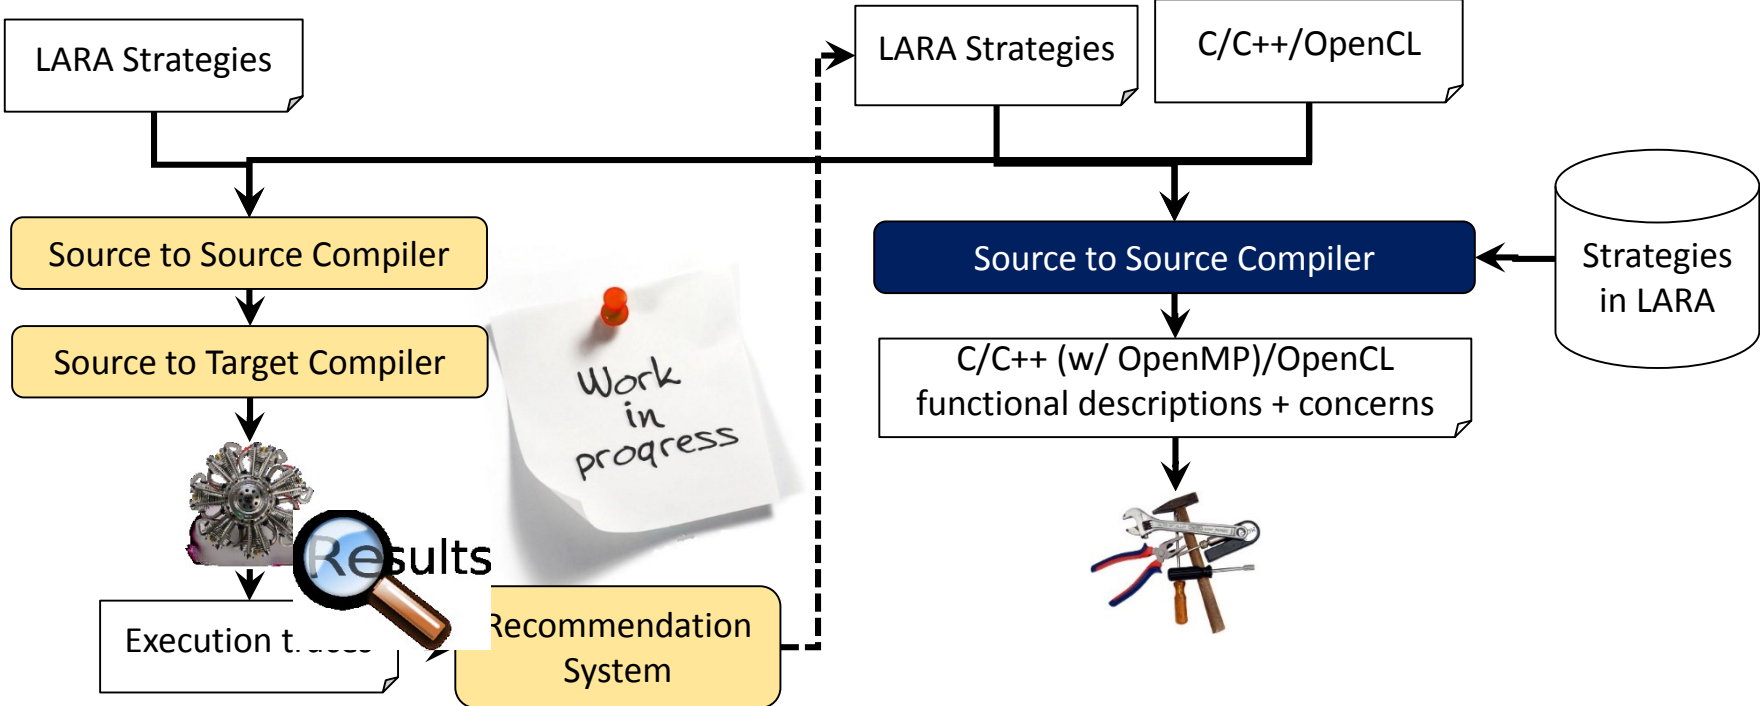 LARA Strategies
LARA Strategies
C/C++/OpenCL
Source to Source Compiler
Source to Target Compiler
Work
in
progress
Results
Execution traces
Recommendation
System
Source to Source Compiler
Strategies
in LARA
C/C++ (w/ OpenMP)/OpenCL
functional descriptions + concerns